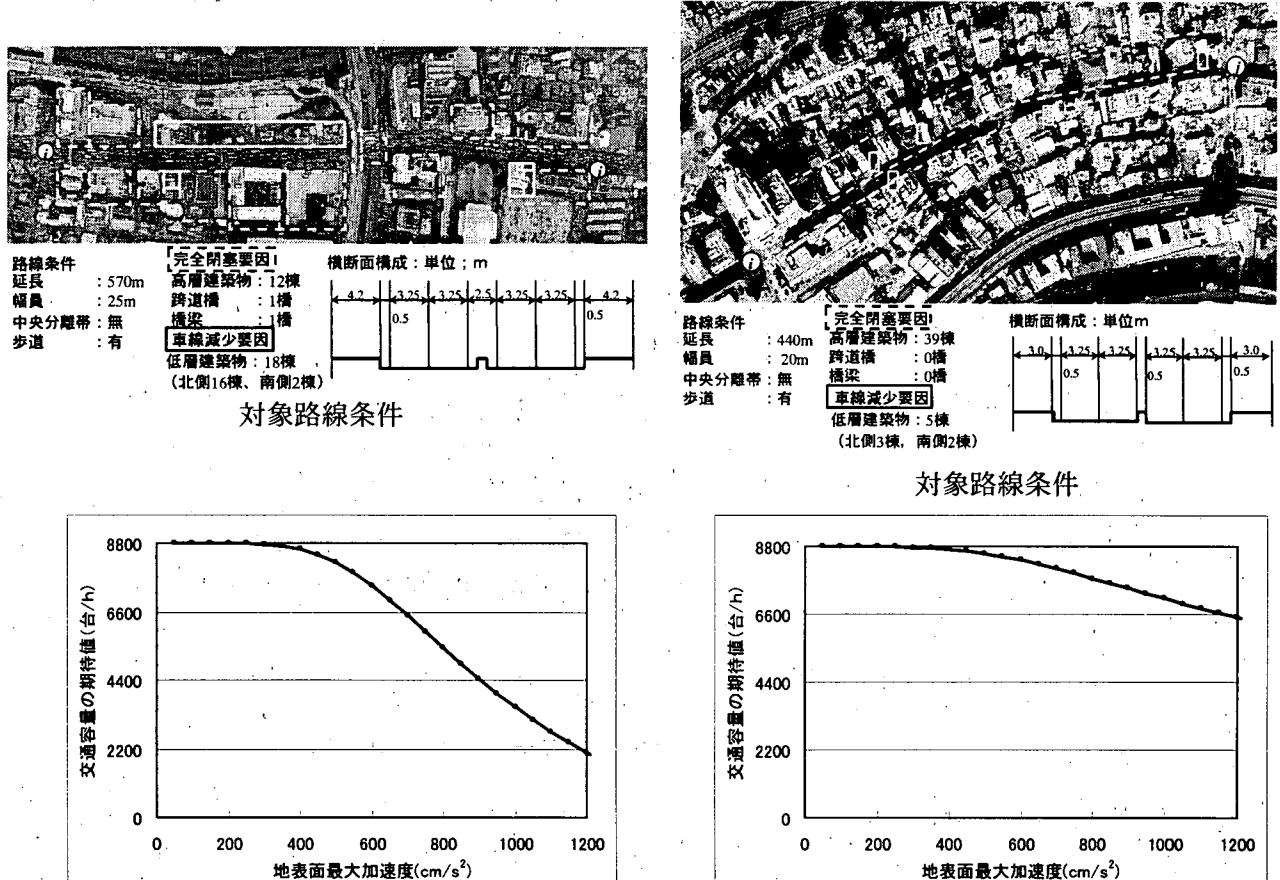 路線条件
延長 : 570m
幅員 : 25m
中央分離帯 : 無
歩道 : 有
完全閉塞要因
高層建築物 : 12棟
跨道橋 : 1橋
橋梁 : 1橋
車線減少要因
低層建築物 : 18棟
(北側16棟、南側2棟)
横断面構成 : 単位 ; m
4.2 3.25 3.25 2.5 3.25 3.25 4.2
0.5 0.5
対象路線条件
i
j
路線条件
延長 : 440m
幅員 : 20m
中央分離帯 : 無
歩道 : 有
完全閉塞要因
高層建築物 : 39棟
跨道橋 : 0橋
橋梁 : 0橋
車線減少要因
低層建築物 : 5棟
(北側3棟, 南側2棟)
横断面構成 : 単位m
3.0 3.25 3.25 3.25 3.25 3.0
0.5 0.5 0.5
対象路線条件
交通容量の期待値(台/h)
8800
6600
4400
2200
0
0 200 400 600 800 1000 1200
地表面最大加速度(cm/s²)
交通容量の期待値(台/h)
8800
6600
4400
2200
0
0 200 400 600 800 1000 1200
地表面最大加速度(cm/s²)